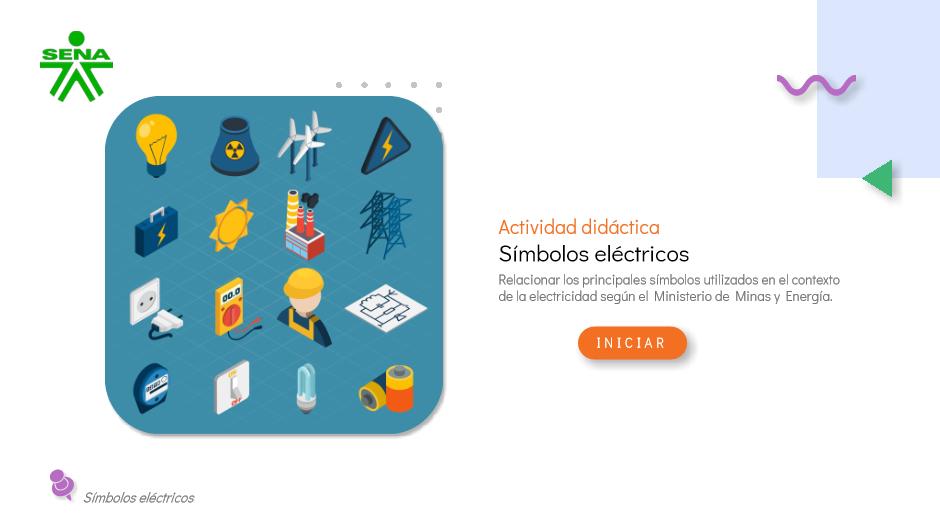 SENA
Actividad didáctica
Símbolos eléctricos
Relacionar los principales símbolos utilizados en el contexto
de la electricidad según el Ministerio de Minas y Energía.
INICIAR
00.0
OFF
Símbolos eléctricos